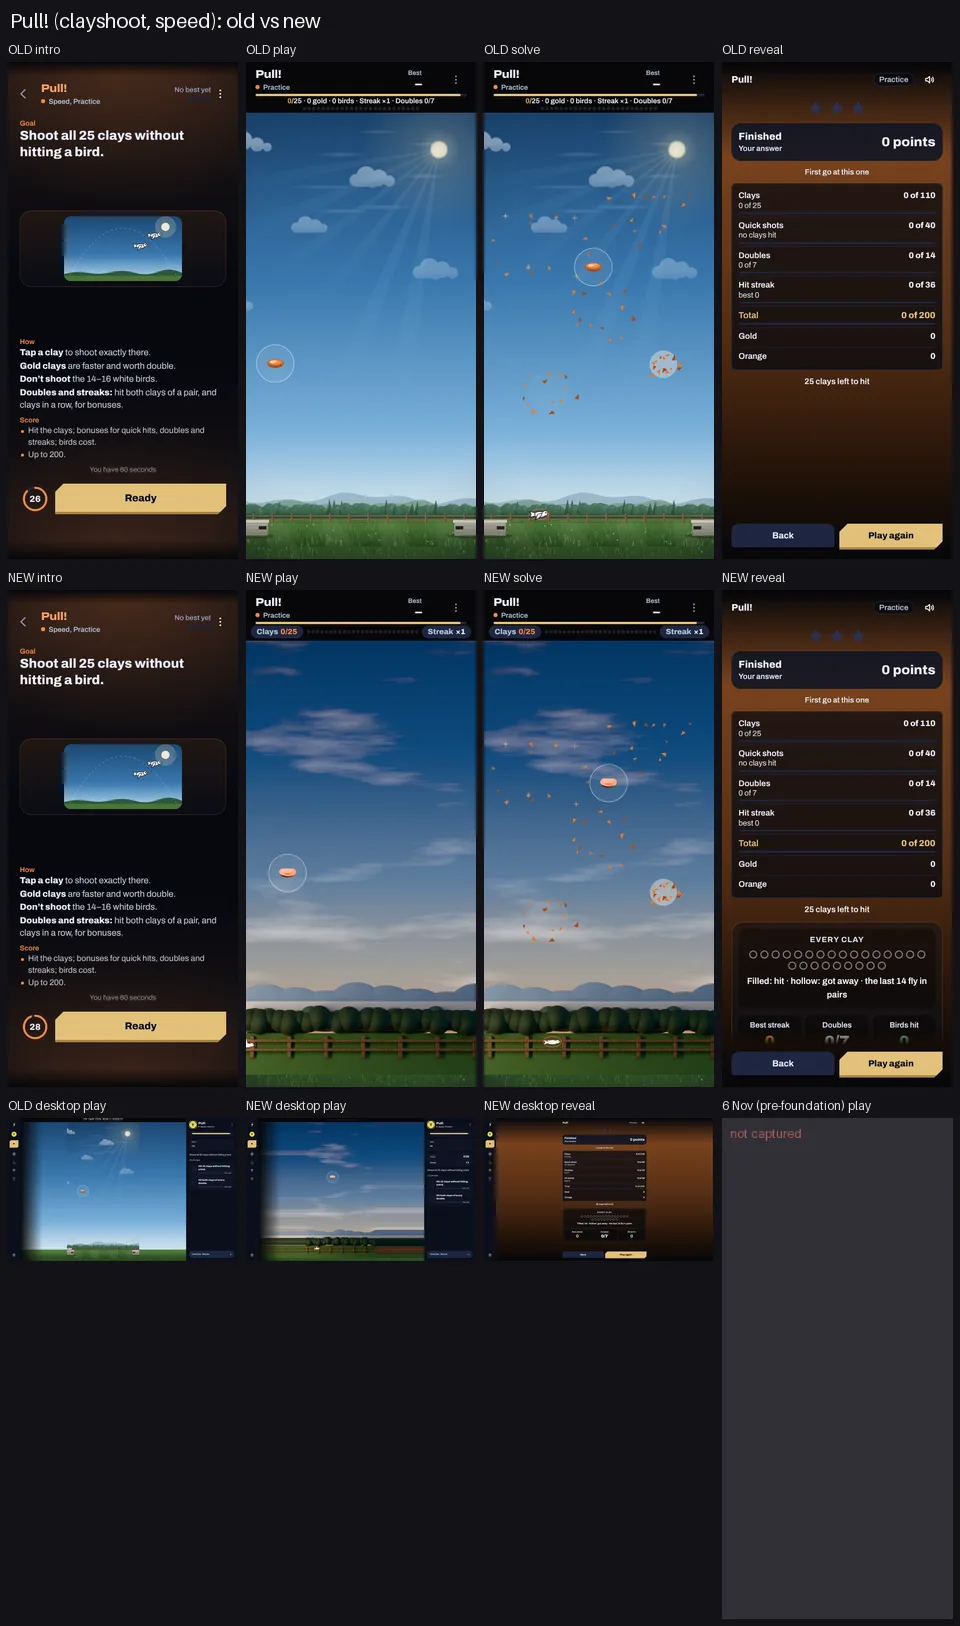 Pull! (clayshoot, speed): old vs new
OLD intro
OLD play
OLD solve
OLD reveal
Pull!
Speed, Practice
No best yet
Goal
Shoot all 25 clays without
hitting a bird.
How
Tap a clay to shoot exactly there.
Gold clays are faster and worth double.
Don't shoot the 14–16 white birds.
Doubles and streaks: hit both clays of a pair, and
clays in a row, for bonuses.
Score
Hit the clays; bonuses for quick hits, doubles and
streaks; birds cost.
Up to 200.
You have 60 seconds
26
Ready
Pull!
Practice
Best
0/25 · 0 gold · 0 birds · Streak ×1 · Doubles 0/7
Pull!
Practice
Best
0/25 · 0 gold · 0 birds · Streak ×1 · Doubles 0/7
Pull!
Practice
Finished
Your answer
0 points
First go at this one
Clays
0 of 25
0 of 110
Quick shots
no clays hit
0 of 40
Doubles
0 of 7
0 of 14
Hit streak
best 0
0 of 36
Total
0 of 200
Gold
0
Orange
0
25 clays left to hit
Back
Play again
NEW intro
NEW play
NEW solve
NEW reveal
Pull!
Speed, Practice
No best yet
Goal
Shoot all 25 clays without
hitting a bird.
How
Tap a clay to shoot exactly there.
Gold clays are faster and worth double.
Don't shoot the 14–16 white birds.
Doubles and streaks: hit both clays of a pair, and
clays in a row, for bonuses.
Score
Hit the clays; bonuses for quick hits, doubles and
streaks; birds cost.
Up to 200.
You have 60 seconds
28
Ready
Pull!
Practice
Best
Clays 0/25
Streak ×1
Pull!
Practice
Best
Clays 0/25
Streak ×1
Pull!
Practice
Finished
Your answer
0 points
First go at this one
Clays
0 of 25
0 of 110
Quick shots
no clays hit
0 of 40
Doubles
0 of 7
0 of 14
Hit streak
best 0
0 of 36
Total
0 of 200
Gold
0
Orange
0
25 clays left to hit
EVERY CLAY
Filled: hit · hollow: got away · the last 14 fly in
pairs
Best streak
Doubles
Birds hit
0
0/7
0
Back
Play again
OLD desktop play
NEW desktop play
NEW desktop reveal
6 Nov (pre-foundation) play
not captured